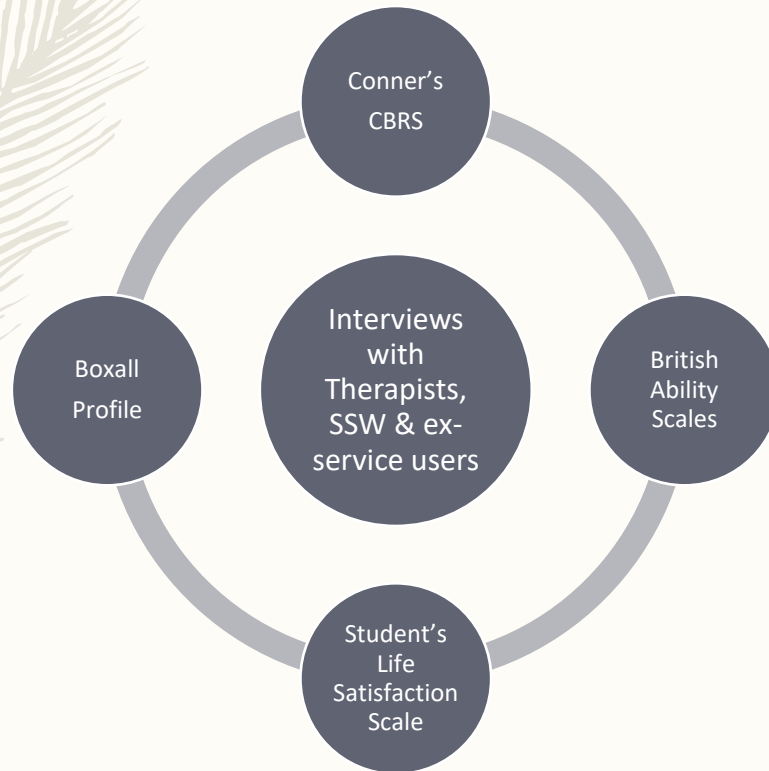 Conner’s
CBRS
Interviews
with
Therapists,
SSW & ex-
service users
Boxall
Profile
British
Ability
Scales
Student’s
Life
Satisfaction
Scale